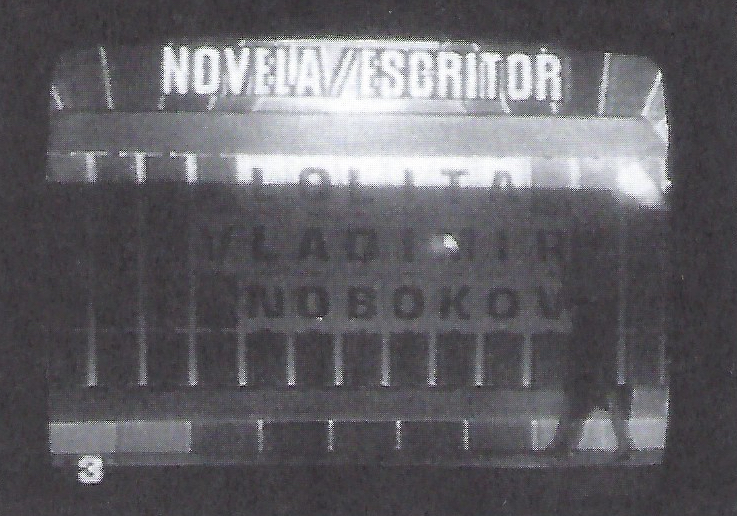 NOVELA//ESCRITOR
LOLITA
VLADIMIR
NOBOKOV
3